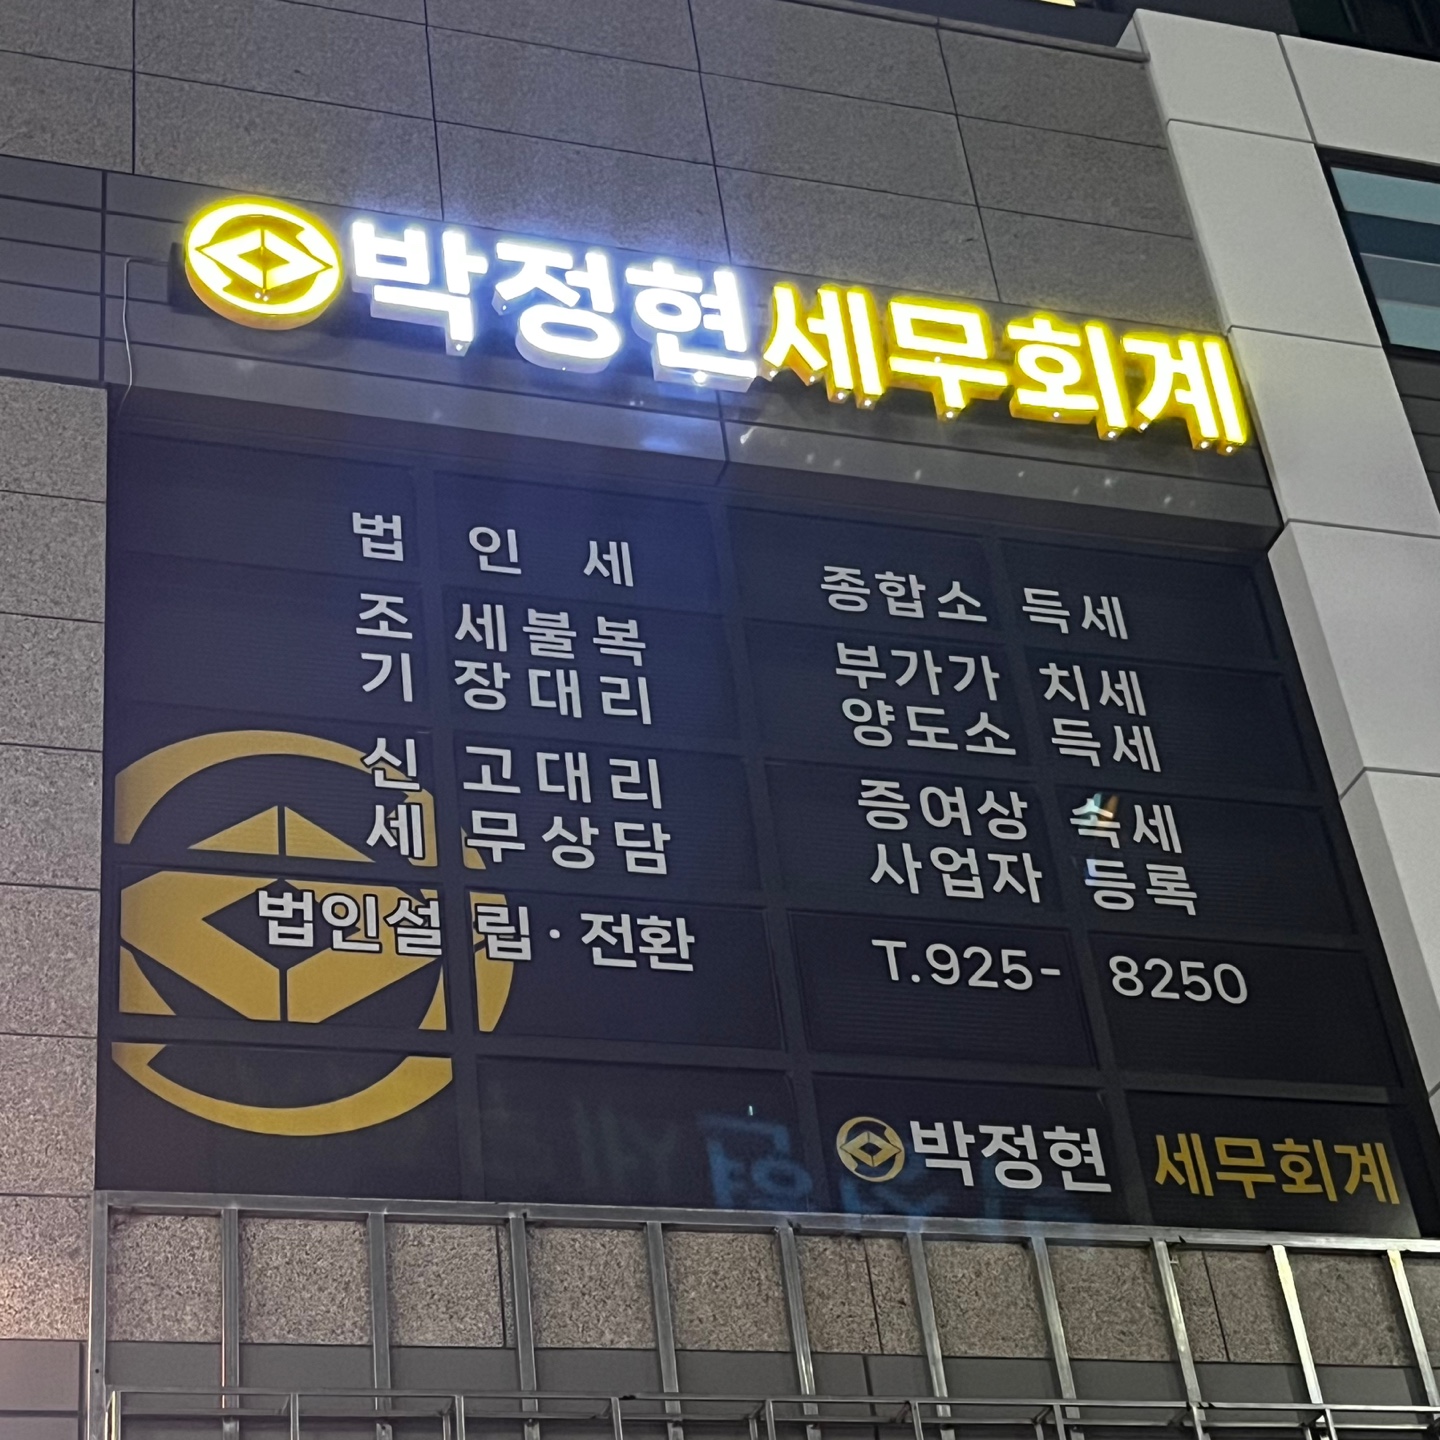 박정현세무회계
법 인 세
조 세불복
기 장대리
신 고대리
세 무상담
법인설 립·전환
종합소 득세
부가가 치세
양도소 득세
증여상 속세
사업자 등록
T.925- 8250
박정현 세무회계